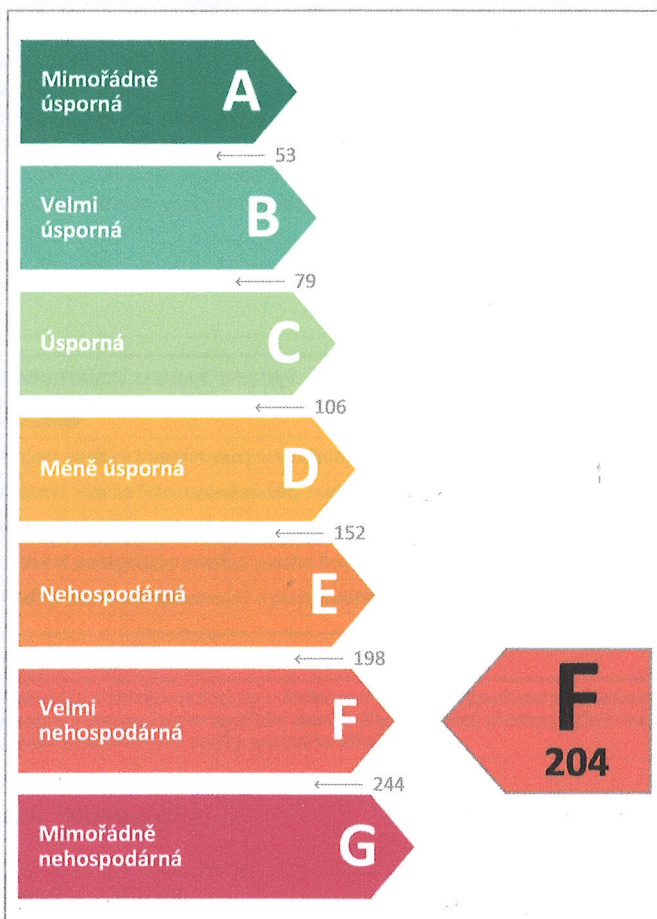 Mimořádně
úsporná
A
← 53
Velmi
úsporná
B
← 79
Úsporná
C
← 106
Méně úsporná
D
← 152
Nehospodárná
E
← 198
Velmi
nehospodárná
F
F
204
← 244
Mimořádně
nehospodárná
G